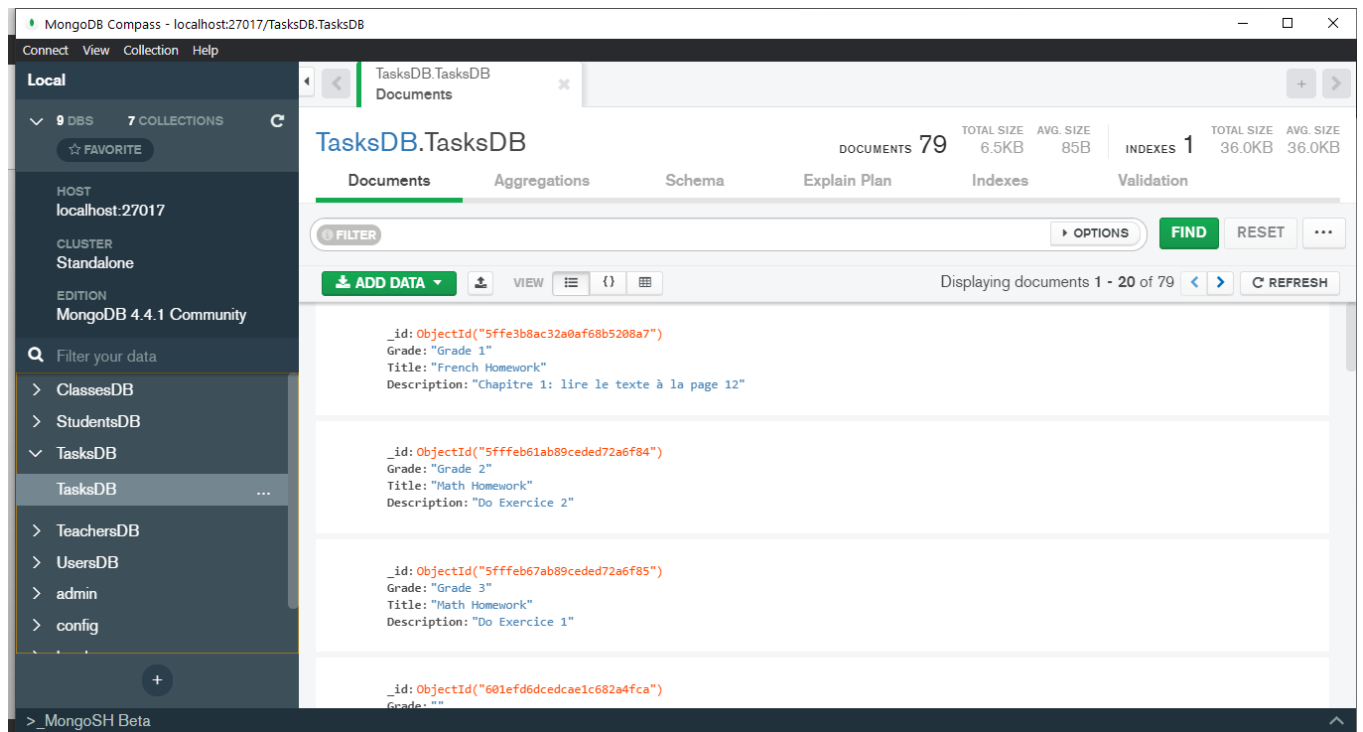 MongoDB Compass - localhost:27017/TasksDB.TasksDB
Connect View Collection Help
Local
9 DBS 7 COLLECTIONS
FAVORITE
HOST
localhost:27017
CLUSTER
Standalone
EDITION
MongoDB 4.4.1 Community
Filter your data
ClassesDB
StudentsDB
TasksDB
TasksDB ...
TeachersDB
UsersDB
admin
config
+
>_MongoSH Beta
TasksDB.TasksDB
Documents
TasksDB.TasksDB
DOCUMENTS 79 TOTAL SIZE 6.5KB AVG. SIZE 85B INDEXES 1 TOTAL SIZE 36.0KB AVG. SIZE 36.0KB
Documents Aggregations Schema Explain Plan Indexes Validation
FILTER OPTIONS FIND RESET ...
ADD DATA VIEW {} Displaying documents 1 - 20 of 79 < > REFRESH
_id: ObjectId("5ffe3b8ac32a0af68b5208a7")
Grade: "Grade 1"
Title: "French Homework"
Description: "Chapitre 1: lire le texte à la page 12"
_id: ObjectId("5fffeb61ab89ceded72a6f84")
Grade: "Grade 2"
Title: "Math Homework"
Description: "Do Exercice 2"
_id: ObjectId("5fffeb67ab89ceded72a6f85")
Grade: "Grade 3"
Title: "Math Homework"
Description: "Do Exercice 1"
_id: ObjectId("601efd6dcedcae1c682a4fca")
Grade: ""